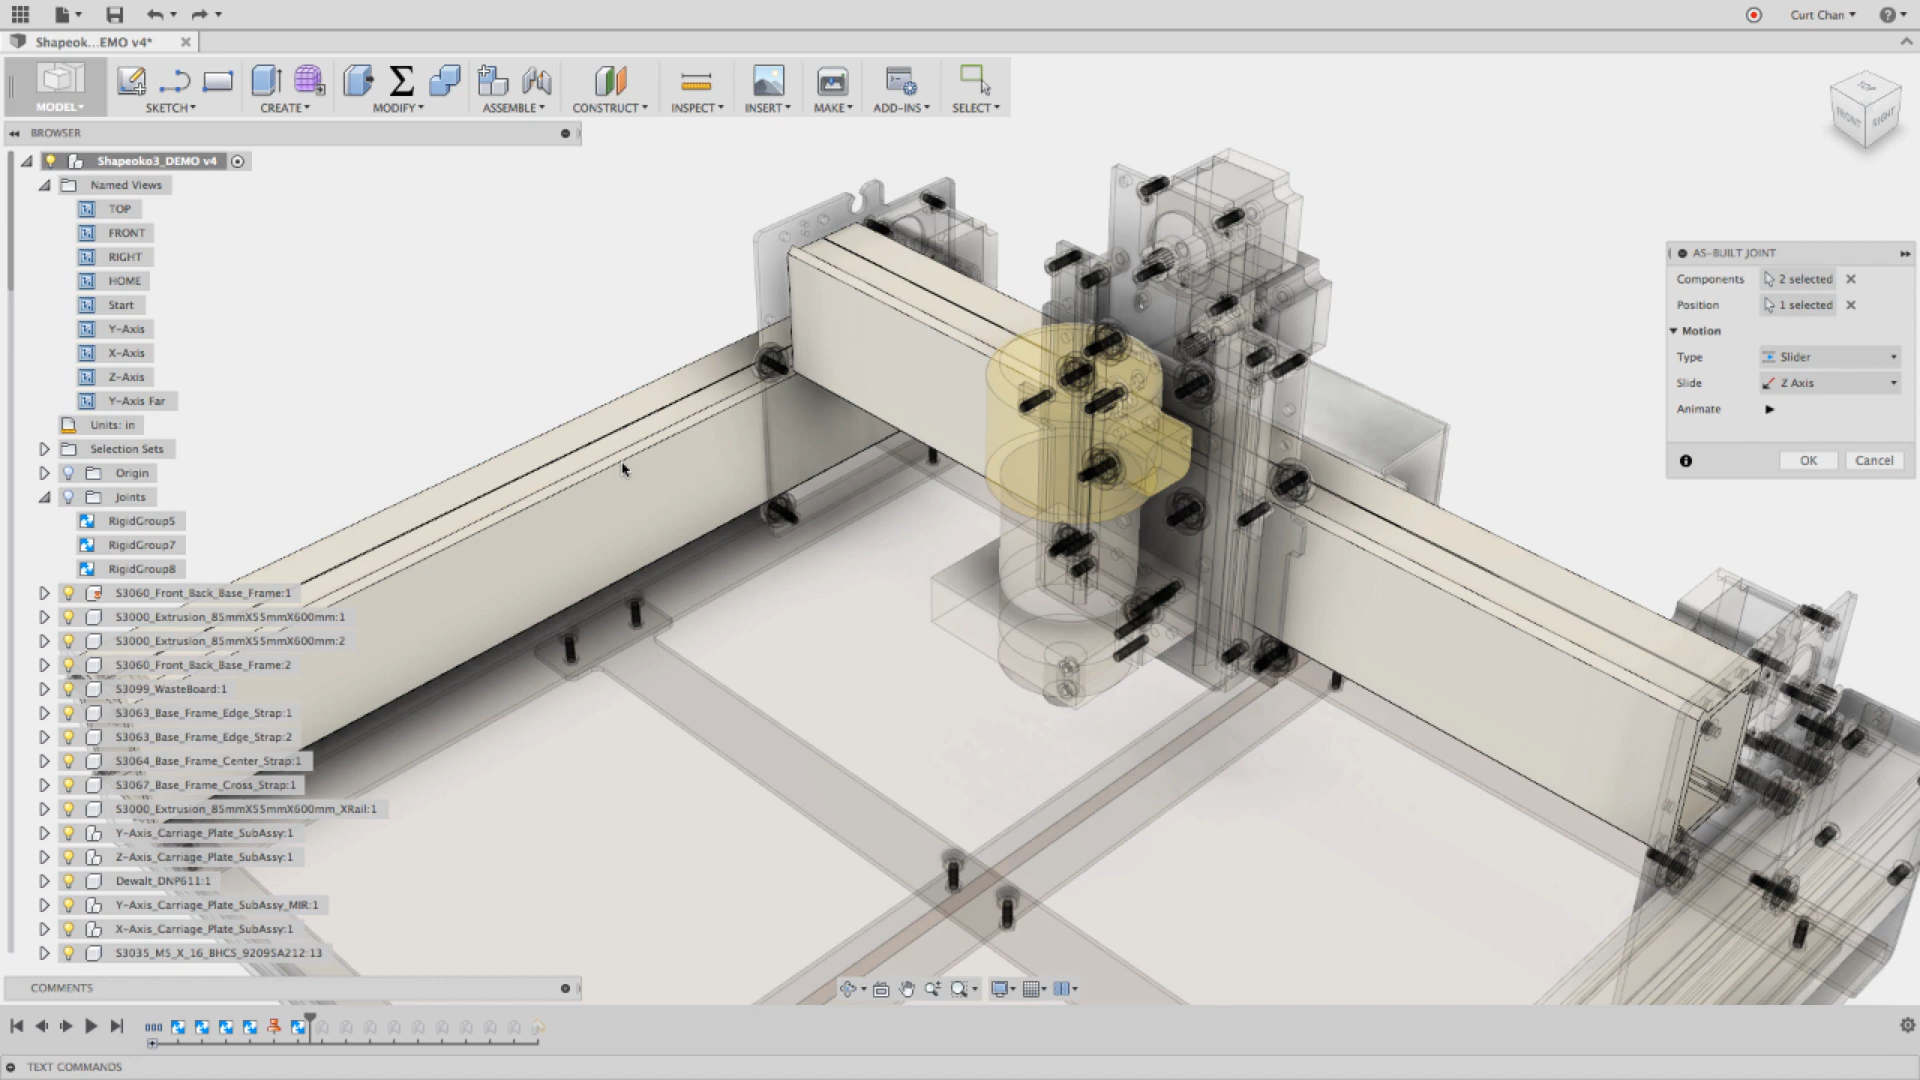 Curt Chan
Shapeok...EMO v4*
MODEL
SKETCH
CREATE
MODIFY
ASSEMBLE
CONSTRUCT
INSPECT
INSERT
MAKE
ADD-INS
SELECT
TOP
FRONT
RIGHT
BROWSER
Shapeoko3_DEMO v4
Named Views
TOP
FRONT
RIGHT
HOME
Start
Y-Axis
X-Axis
Z-Axis
Y-Axis Far
Units: in
Selection Sets
Origin
Joints
RigidGroup5
RigidGroup7
RigidGroup8
S3060_Front_Back_Base_Frame:1
S3000_Extrusion_85mmX55mmX600mm:1
S3000_Extrusion_85mmX55mmX600mm:2
S3060_Front_Back_Base_Frame:2
S3099_WasteBoard:1
S3063_Base_Frame_Edge_Strap:1
S3063_Base_Frame_Edge_Strap:2
S3064_Base_Frame_Center_Strap:1
S3067_Base_Frame_Cross_Strap:1
S3000_Extrusion_85mmX55mmX600mm_XRail:1
Y-Axis_Carriage_Plate_SubAssy:1
Z-Axis_Carriage_Plate_SubAssy:1
Dewalt_DNP611:1
Y-Axis_Carriage_Plate_SubAssy_MIR:1
X-Axis_Carriage_Plate_SubAssy:1
S3035_M5_X_16_BHCS_92095A212:13
AS-BUILT JOINT
Components 2 selected
Position 1 selected
Motion
Type Slider
Slide Z Axis
Animate
OK Cancel
COMMENTS
TEXT COMMANDS